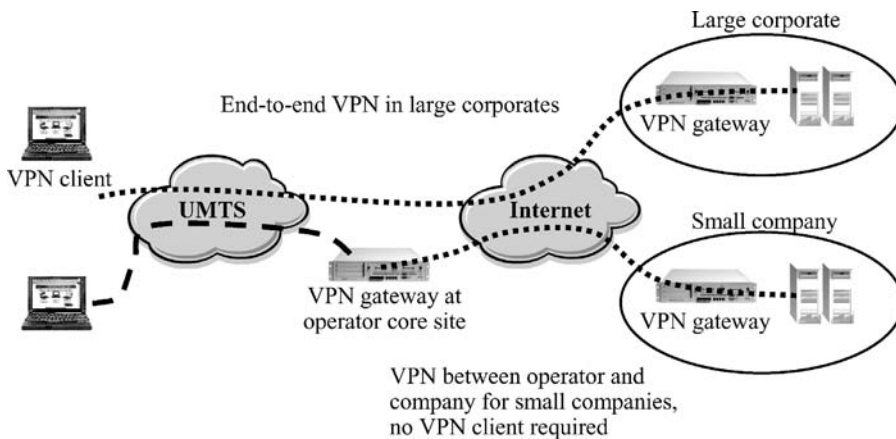 Large corporate
End-to-end VPN in large corporates
VPN gateway
VPN client
UMTS
Internet
Small company
VPN gateway at
operator core site
VPN gateway
VPN between operator and
company for small companies,
no VPN client required